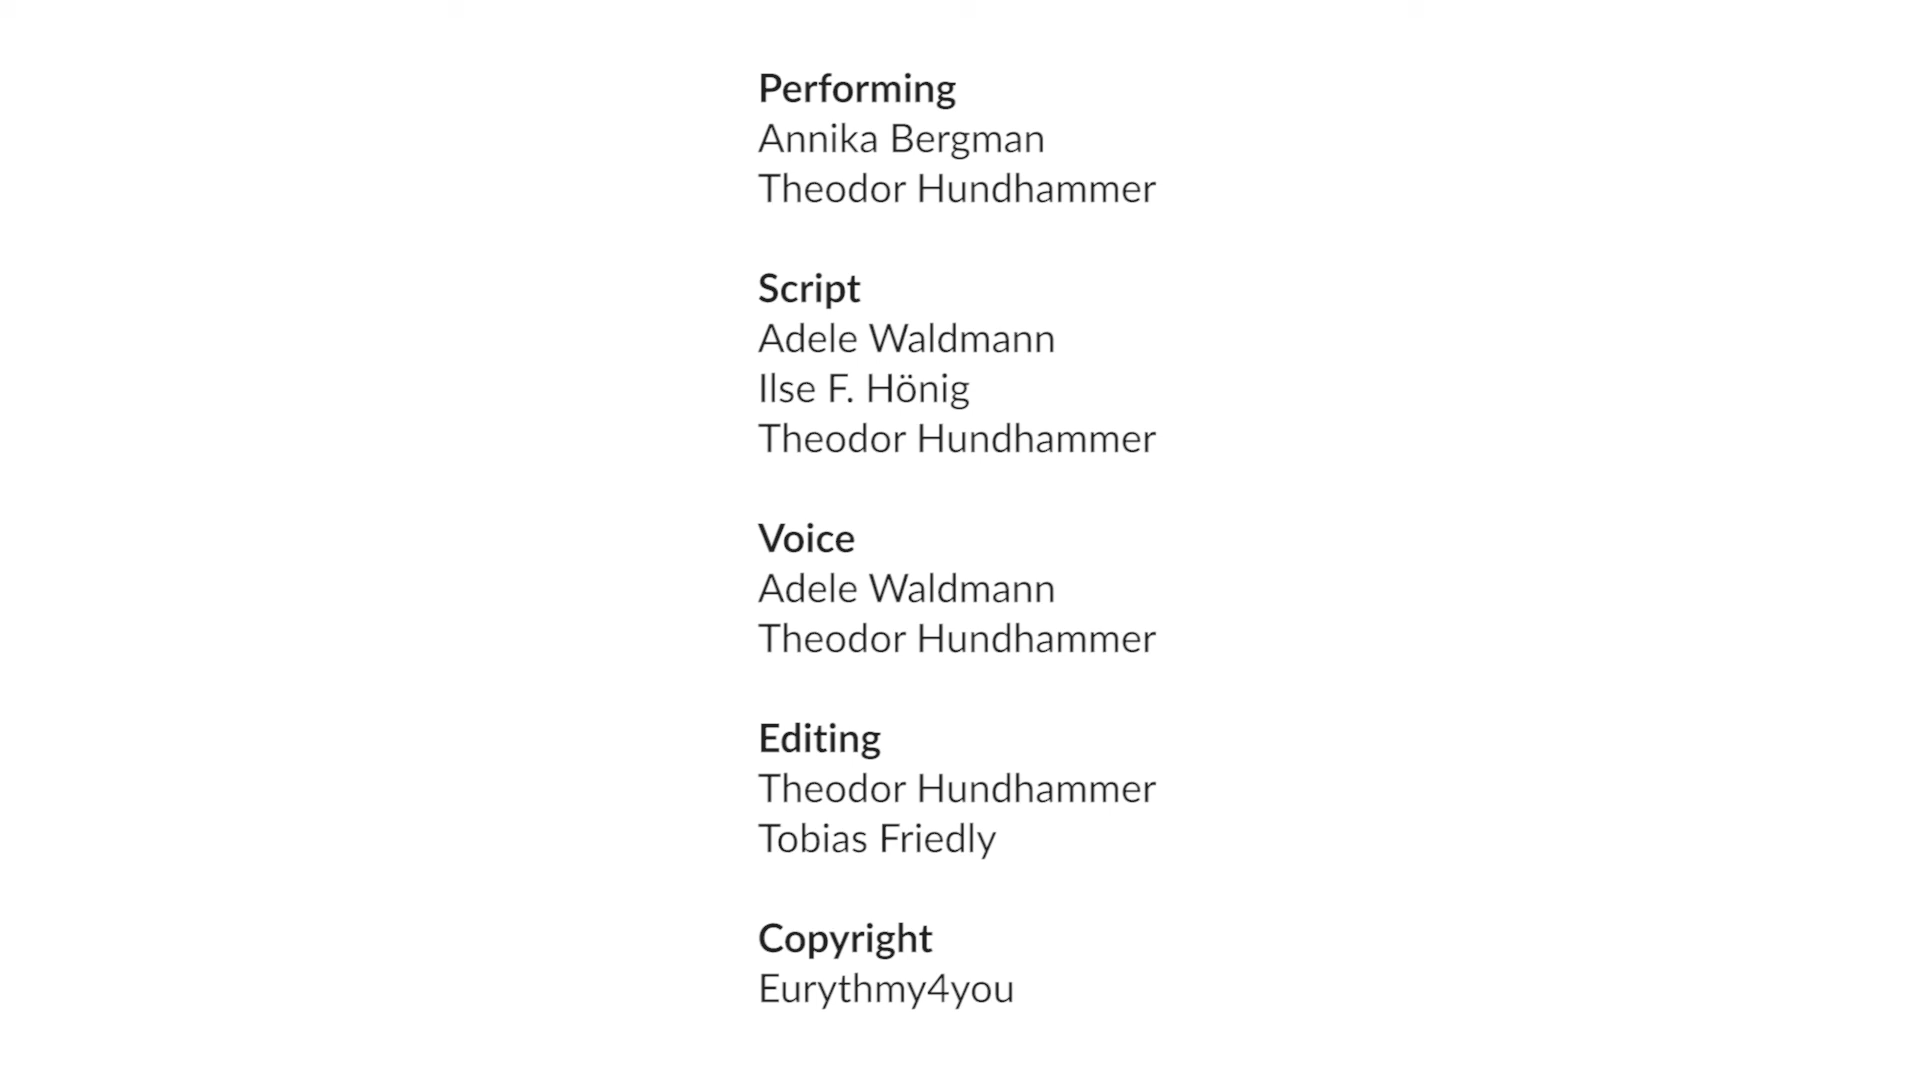 Performing
Annika Bergman
Theodor Hundhammer
Script
Adele Waldmann
Ilse F. Hönig
Theodor Hundhammer
Voice
Adele Waldmann
Theodor Hundhammer
Editing
Theodor Hundhammer
Tobias Friedly
Copyright
Eurythmy4you